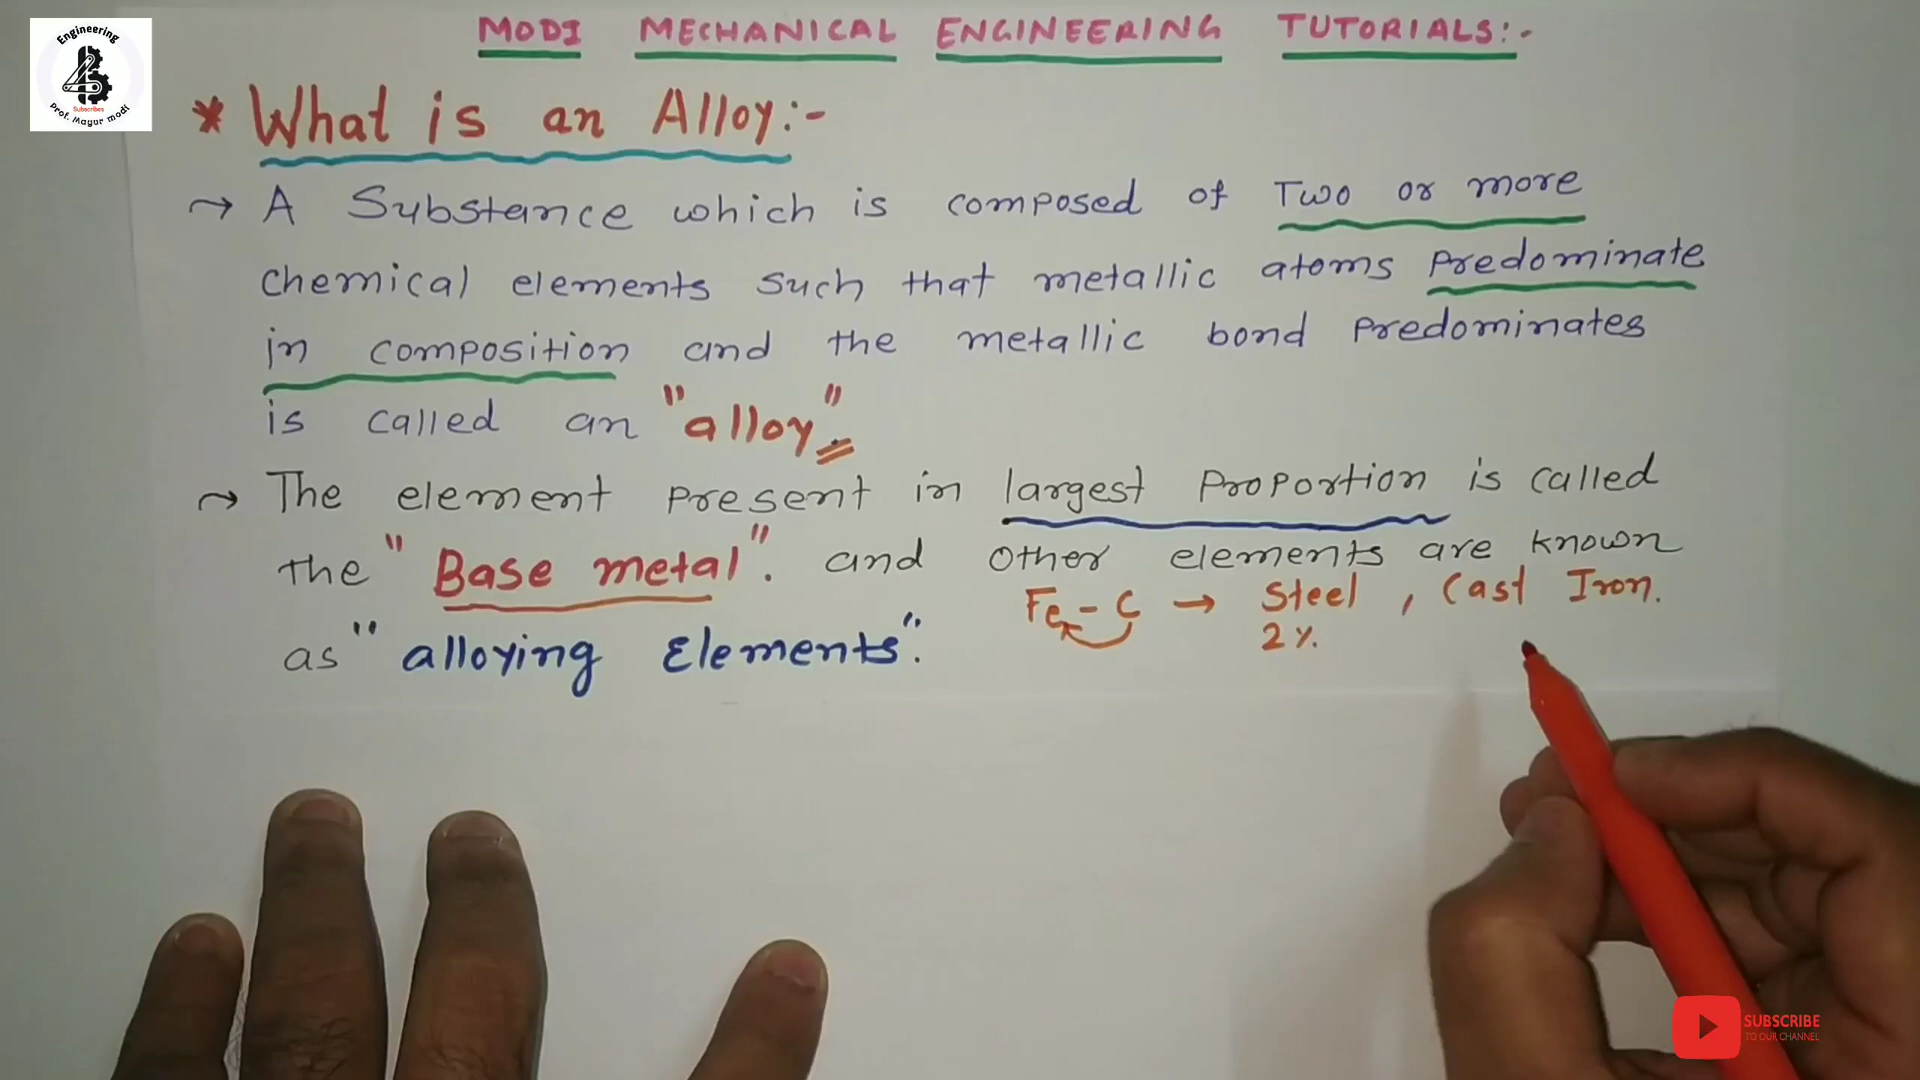 MODI MECHANICAL ENGINEERING TUTORIALS:-
Engineering
Subscribes
Prof. Mayur modi
* What is an Alloy:-
→ A Substance which is composed of Two or more
chemical elements such that metallic atoms predominate
in composition and the metallic bond predominates
is called an "alloy".
→ The element present in largest proportion is called
the "Base metal". and other elements are known
Fe-C → Steel, Cast Iron.
2%.
as "alloying Elements".
SUBSCRIBE
TO OUR CHANNEL